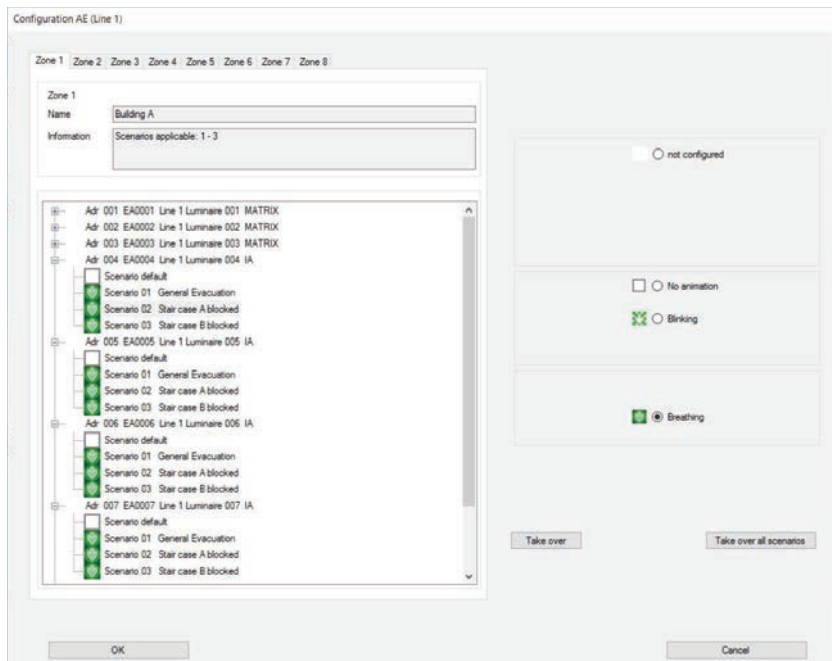 Configuration AE (Line 1)
Zone 1 Zone 2 Zone 3 Zone 4 Zone 5 Zone 6 Zone 7 Zone 8
Zone 1
Name Building A
Information Scenarios applicable: 1 - 3
Adr 001 EA0001 Line 1 Luminaire 001 MATRIX
Adr 002 EA0002 Line 1 Luminaire 002 MATRIX
Adr 003 EA0003 Line 1 Luminaire 003 MATRIX
Adr 004 EA0004 Line 1 Luminaire 004 IA
Scenario default
Scenario 01 General Evacuation
Scenario 02 Stair case A blocked
Scenario 03 Stair case B blocked
Adr 005 EA0005 Line 1 Luminaire 005 IA
Scenario default
Scenario 01 General Evacuation
Scenario 02 Stair case A blocked
Scenario 03 Stair case B blocked
Adr 006 EA0006 Line 1 Luminaire 006 IA
Scenario default
Scenario 01 General Evacuation
Scenario 02 Stair case A blocked
Scenario 03 Stair case B blocked
Adr 007 EA0007 Line 1 Luminaire 007 IA
Scenario default
Scenario 01 General Evacuation
Scenario 02 Stair case A blocked
Scenario 03 Stair case B blocked
not configured
No animation
Blinking
Breathing
Take over Take over all scenarios
OK Cancel